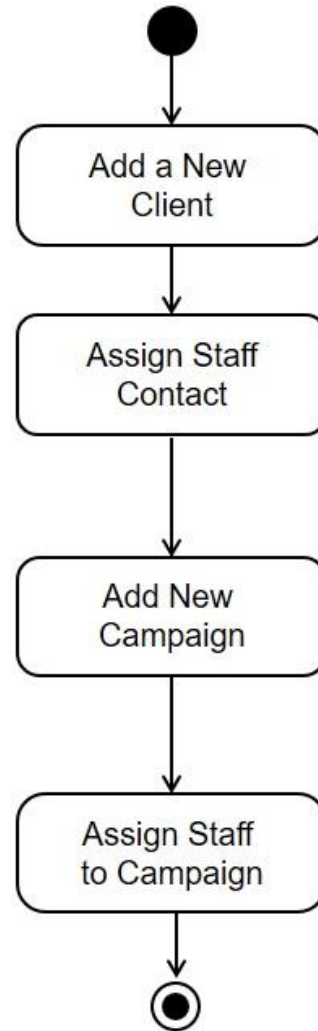 Add a New
Client
Assign Staff
Contact
Add New
Campaign
Assign Staff
to Campaign